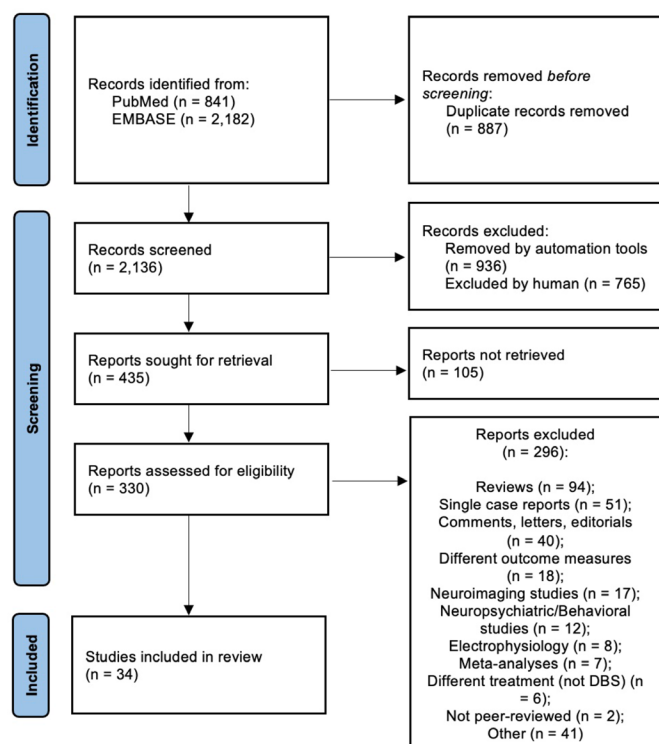 Identification
Records identified from:
PubMed (n = 841)
EMBASE (n = 2,182)
Records removed before
screening:
Duplicate records removed
(n = 887)
Screening
Records screened
(n = 2,136)
Records excluded:
Removed by automation tools
(n = 936)
Excluded by human (n = 765)
Reports sought for retrieval
(n = 435)
Reports not retrieved
(n = 105)
Reports assessed for eligibility
(n = 330)
Reports excluded
(n = 296):
Reviews (n = 94);
Single case reports (n = 51);
Comments, letters, editorials
(n = 40);
Different outcome measures
(n = 18);
Neuroimaging studies (n = 17);
Neuropsychiatric/Behavioral
studies (n = 12);
Electrophysiology (n = 8);
Meta-analyses (n = 7);
Different treatment (not DBS) (n
= 6);
Not peer-reviewed (n = 2);
Other (n = 41)
Included
Studies included in review
(n = 34)